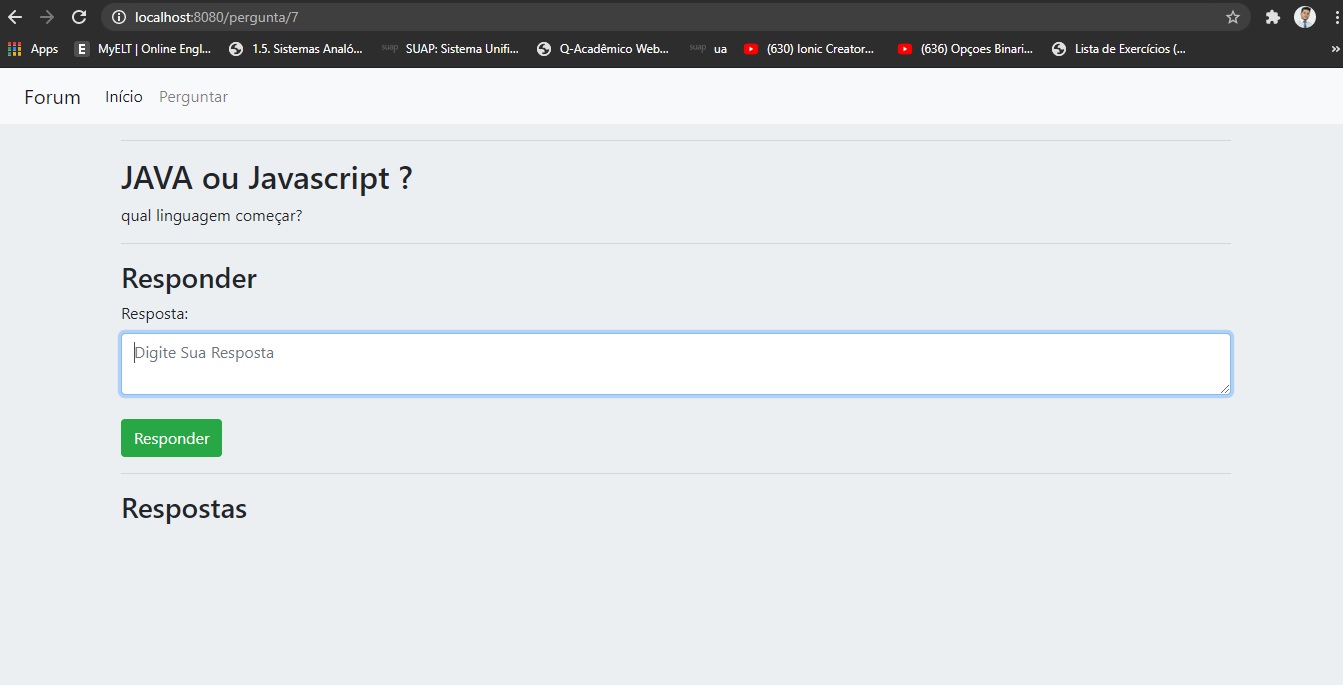 localhost:8080/pergunta/7
Apps E MyELT | Online Engl... 1.5. Sistemas Analó... suap SUAP: Sistema Unifi... Q-Acadêmico Web... suap ua (630) Ionic Creator... (636) Opçoes Binari... Lista de Exercícios (... »
Forum Início Perguntar
JAVA ou Javascript ?
qual linguagem começar?
Responder
Resposta:
Digite Sua Resposta
Responder
Respostas